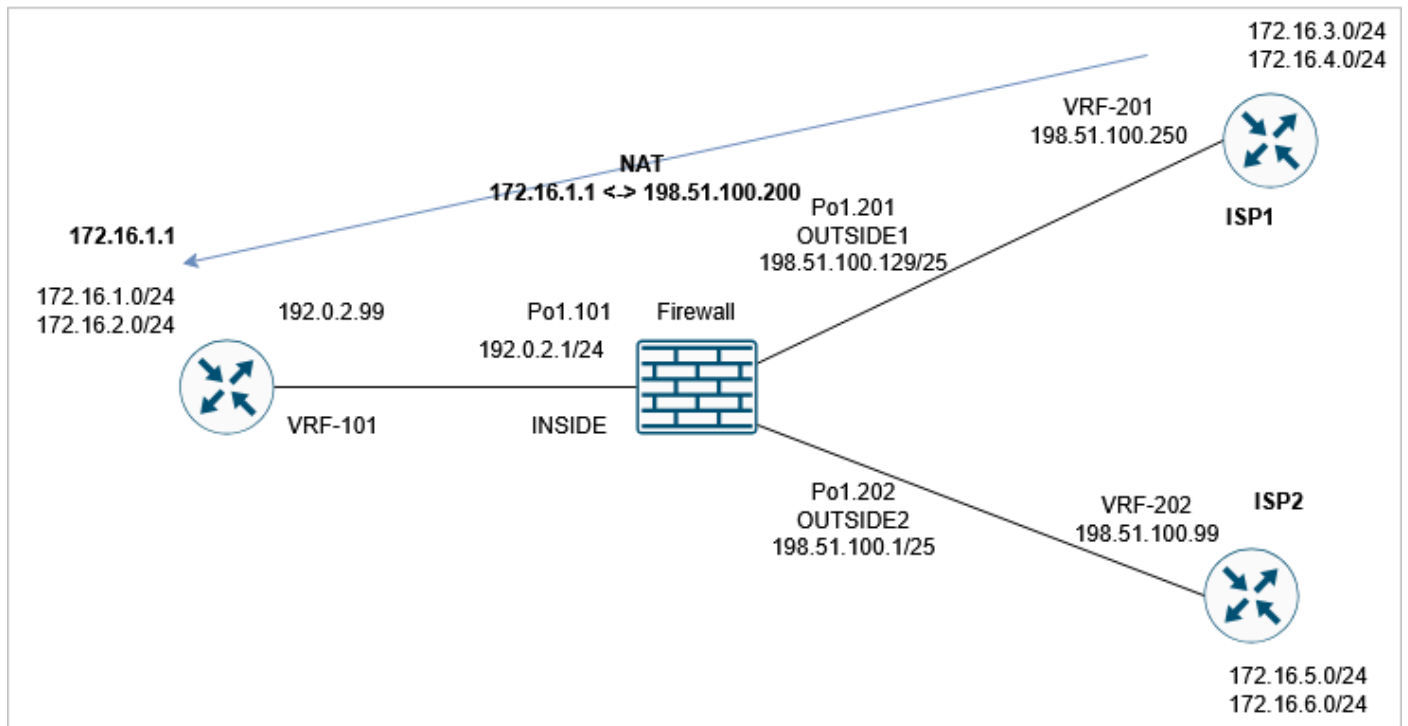 172.16.3.0/24
172.16.4.0/24
VRF-201
198.51.100.250
ISP1
NAT
172.16.1.1 <-> 198.51.100.200
Po1.201
OUTSIDE1
198.51.100.129/25
172.16.1.1
172.16.1.0/24
172.16.2.0/24
192.0.2.99
VRF-101
Po1.101
192.0.2.1/24
INSIDE
Firewall
Po1.202
OUTSIDE2
198.51.100.1/25
VRF-202
198.51.100.99
ISP2
172.16.5.0/24
172.16.6.0/24